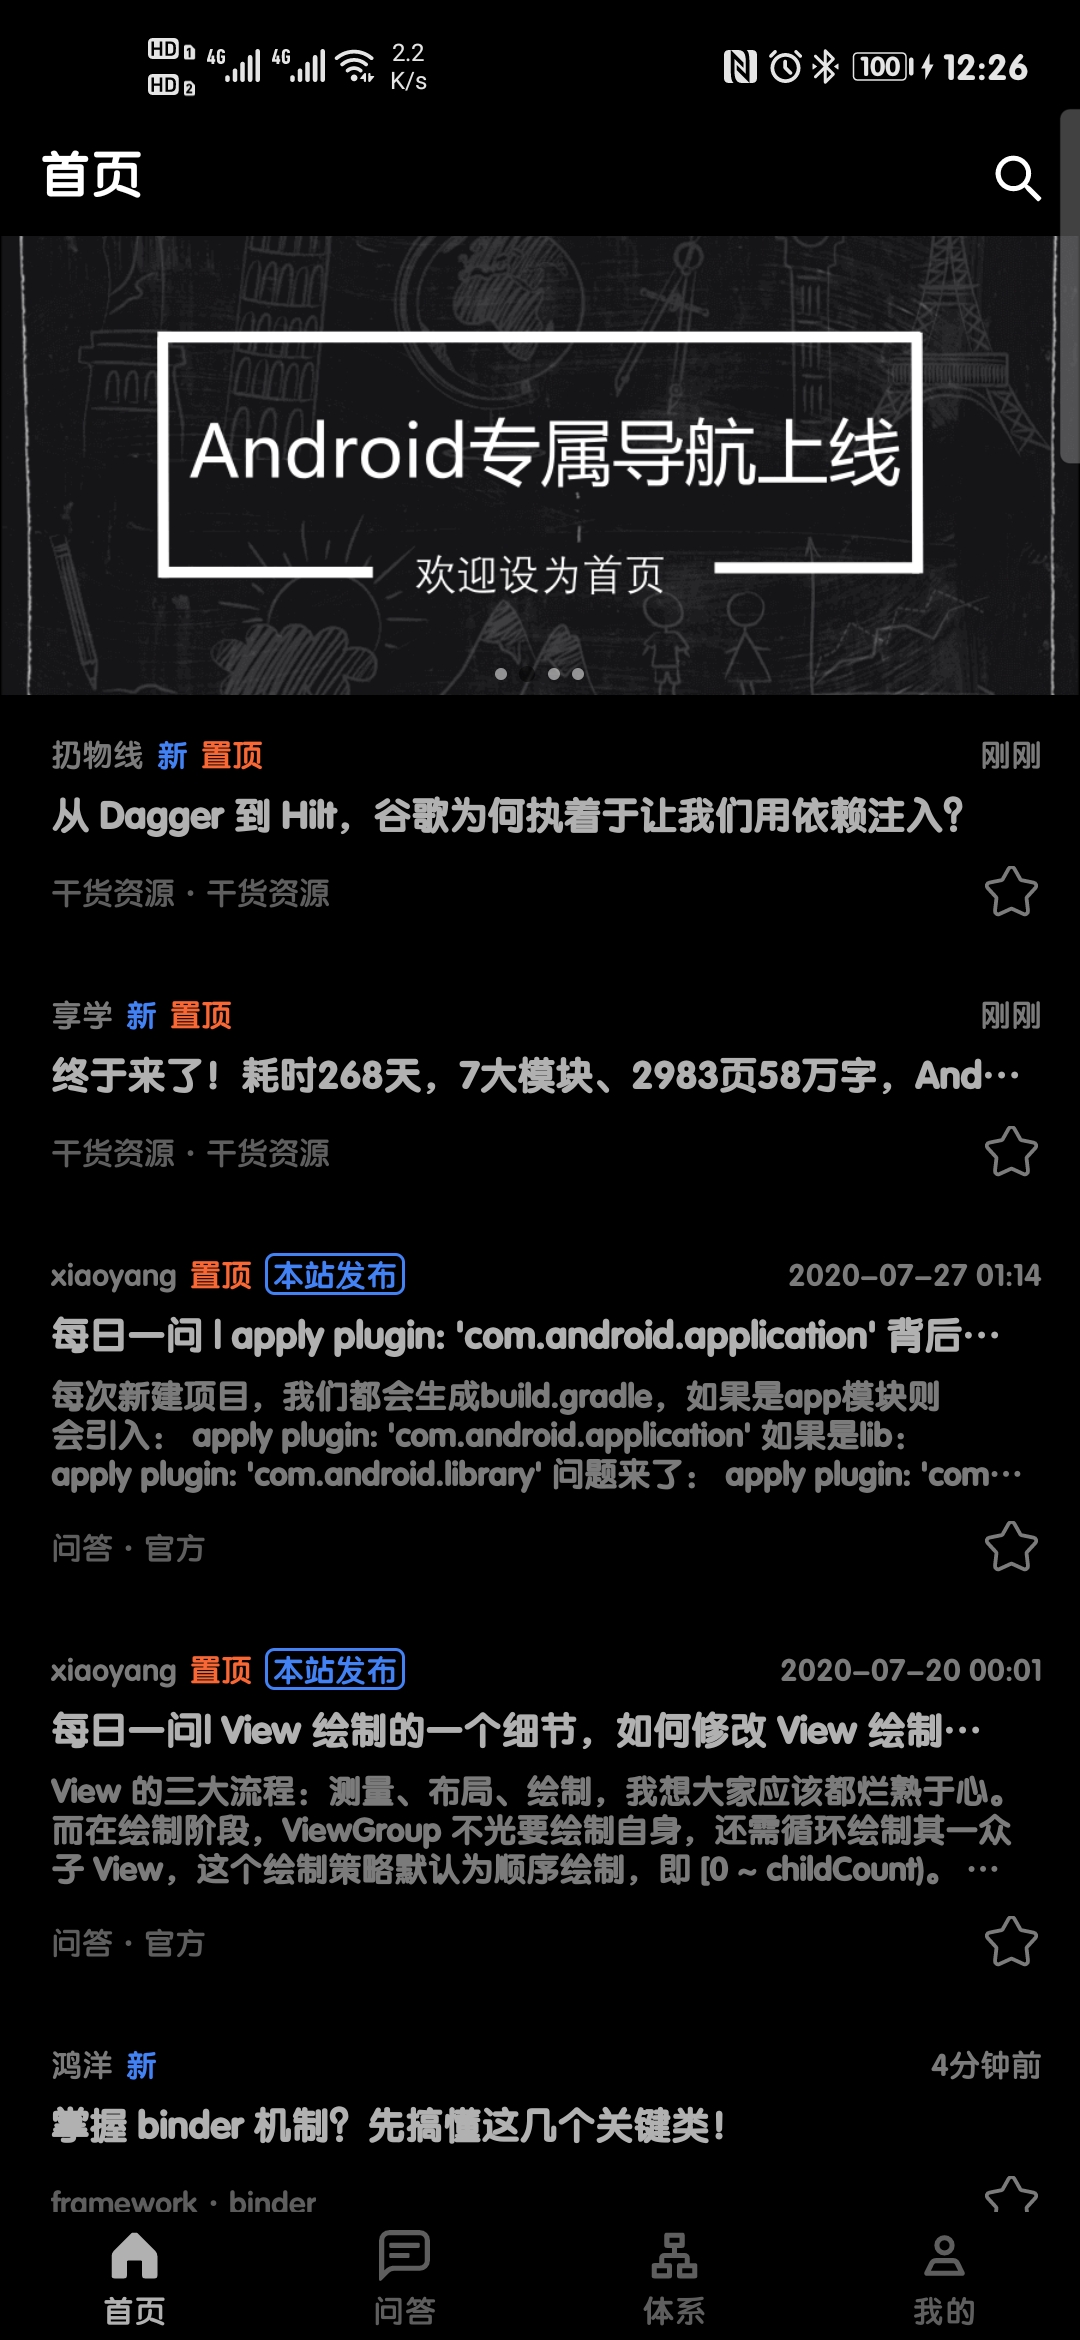 HD 1 4G 4G 2.2
HD 2 K/s
100 12:26
首页
Android专属导航上线
欢迎设为首页
扔物线 新 置顶 刚刚
从 Dagger 到 Hilt，谷歌为何执着于让我们用依赖注入？
干货资源 · 干货资源
享学 新 置顶 刚刚
终于来了！耗时268天，7大模块、2983页58万字，And…
干货资源 · 干货资源
xiaoyang 置顶 本站发布 2020-07-27 01:14
每日一问 | apply plugin: 'com.android.application' 背后…
每次新建项目，我们都会生成build.gradle，如果是app模块则
会引入： apply plugin: 'com.android.application' 如果是lib：
apply plugin: 'com.android.library' 问题来了： apply plugin: 'com…
问答 · 官方
xiaoyang 置顶 本站发布 2020-07-20 00:01
每日一问| View 绘制的一个细节，如何修改 View 绘制…
View 的三大流程：测量、布局、绘制，我想大家应该都烂熟于心。
而在绘制阶段，ViewGroup 不光要绘制自身，还需循环绘制其一众
子 View，这个绘制策略默认为顺序绘制，即 [0 ~ childCount)。 …
问答 · 官方
鸿洋 新 4分钟前
掌握 binder 机制？先搞懂这几个关键类！
framework · binder
首页 问答 体系 我的